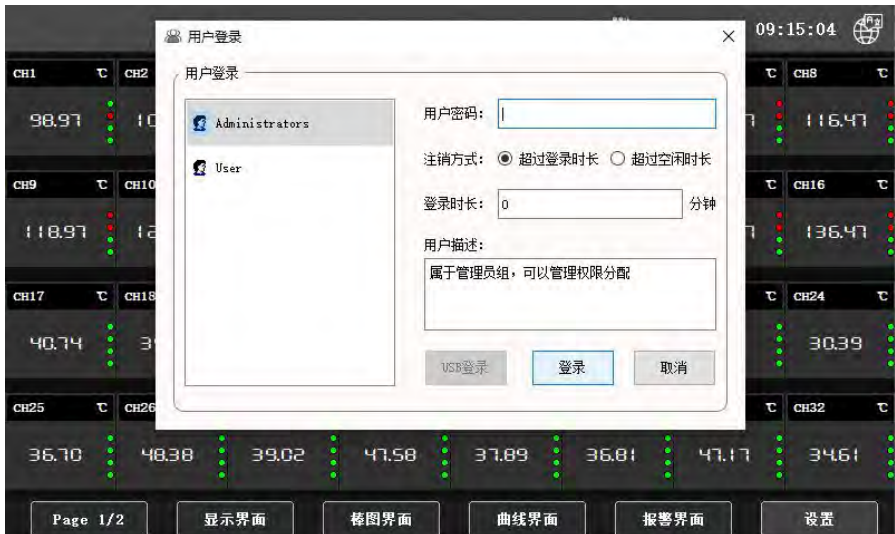 用户登录
09:15:04
用户登录
CH1 ℃ CH2 ℃ CH8 ℃
98.97 116.47
Administrators
用户密码:
User
注销方式: 超过登录时长 超过空闲时长
CH9 ℃ CH10 ℃ CH16 ℃
登录时长: 0 分钟
118.97 136.47
用户描述:
属于管理员组，可以管理权限分配
CH17 ℃ CH18 ℃ CH24 ℃
40.74 30.39
USB登录 登录 取消
CH25 ℃ CH26 ℃ CH32 ℃
36.70 48.38 39.02 47.58 37.89 36.81 47.17 34.61
Page 1/2 显示界面 棒图界面 曲线界面 报警界面 设置